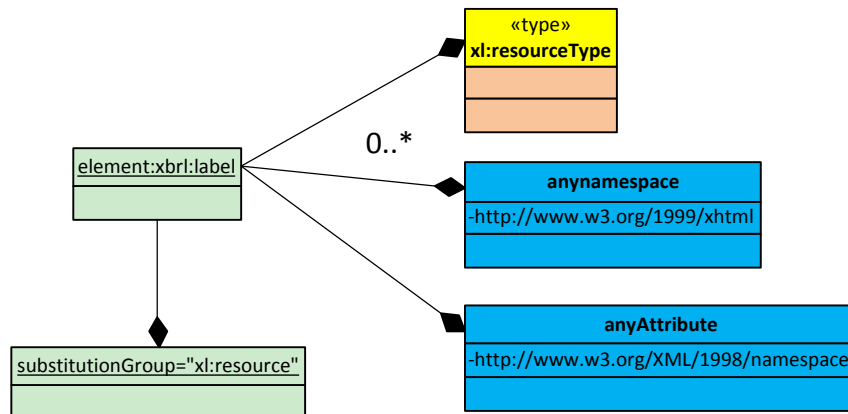 «type»
xl:resourceType
0..*
element:xbrl:label
anynamespace
-http://www.w3.org/1999/xhtml
anyAttribute
-http://www.w3.org/XML/1998/namespace
substitutionGroup="xl:resource"